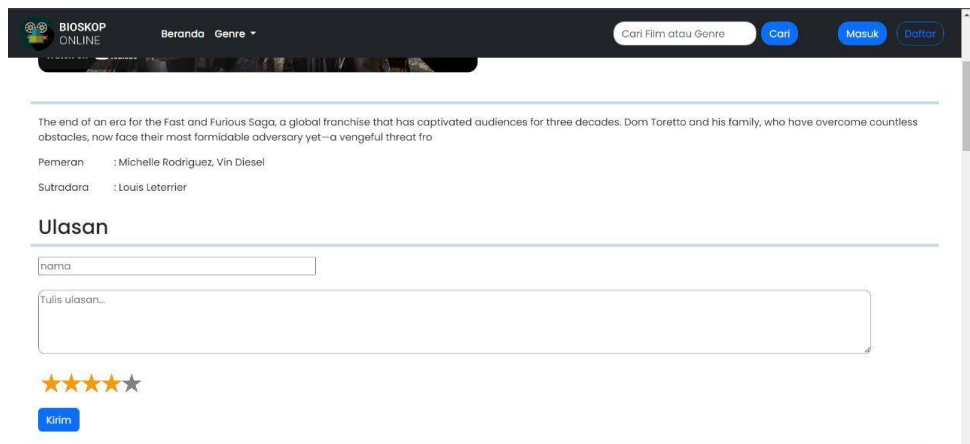 BIOSKOP
ONLINE
Beranda Genre
Cari Film atau Genre
Cari
Masuk
Daftar
The end of an era for the Fast and Furious Saga, a global franchise that has captivated audiences for three decades. Dom Toretto and his family, who have overcome countless
obstacles, now face their most formidable adversary yet—a vengeful threat fro
Pemeran : Michelle Rodriguez, Vin Diesel
Sutradara : Louis Leterrier
Ulasan
nama
Tulis ulasan...
Kirim